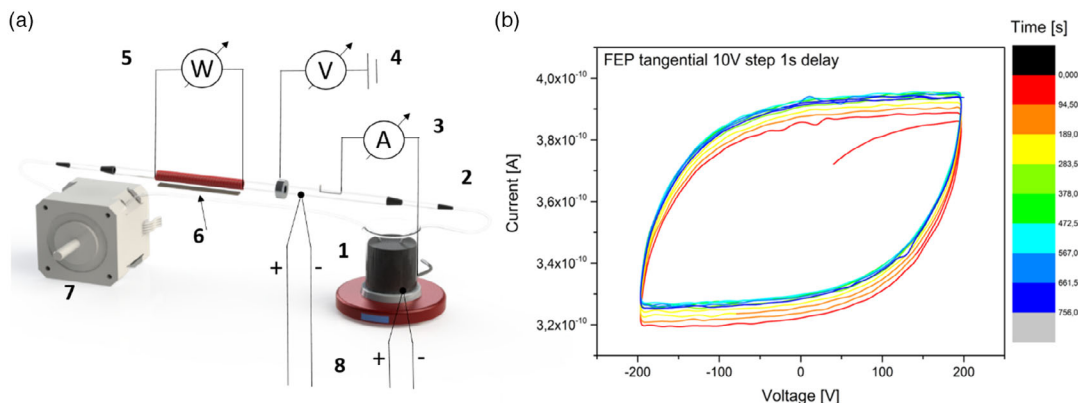 (a)
5
W
V
4
A
3
2
6
1
+
-
7
8
+
-
(b)
FEP tangential 10V step 1s delay
Current [A]
4,0x10⁻¹⁰
3,8x10⁻¹⁰
3,6x10⁻¹⁰
3,4x10⁻¹⁰
3,2x10⁻¹⁰
-200
-100
0
100
200
Voltage [V]
Time [s]
0,000
94,50
189,0
283,5
378,0
472,5
567,0
661,5
756,0